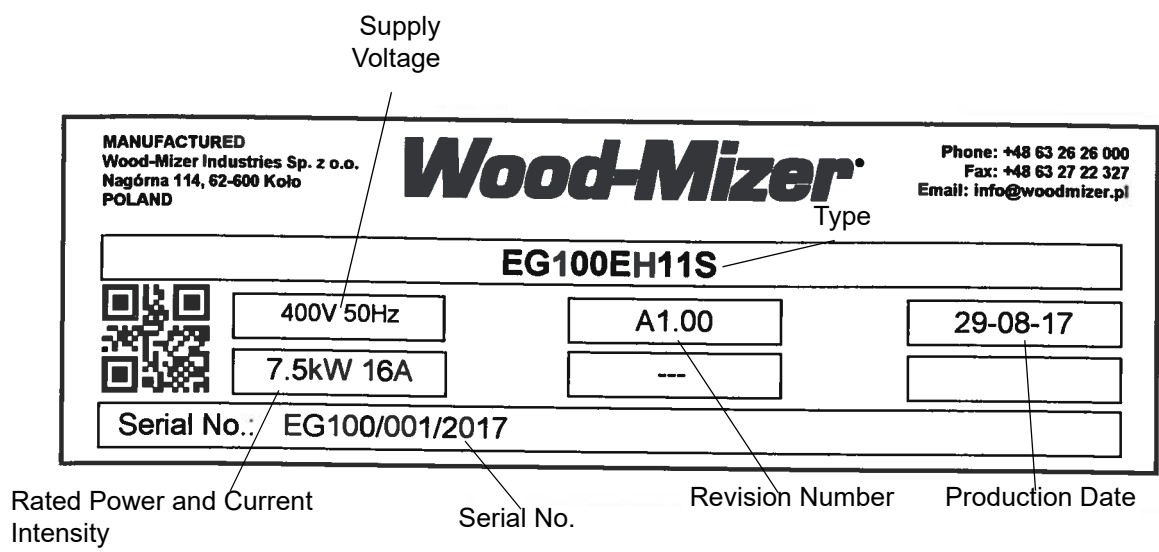 Supply
Voltage
MANUFACTURED
Wood-Mizer Industries Sp. z o.o.
Nagórna 114, 62-600 Koło
POLAND
Wood-Mizer
Phone: +48 63 26 26 000
Fax: +48 63 27 22 327
Email: info@woodmizer.pl
Type
EG100EH11S
400V 50Hz
A1.00
29-08-17
7.5kW 16A
---
Serial No.: EG100/001/2017
Rated Power and Current
Intensity
Serial No.
Revision Number
Production Date